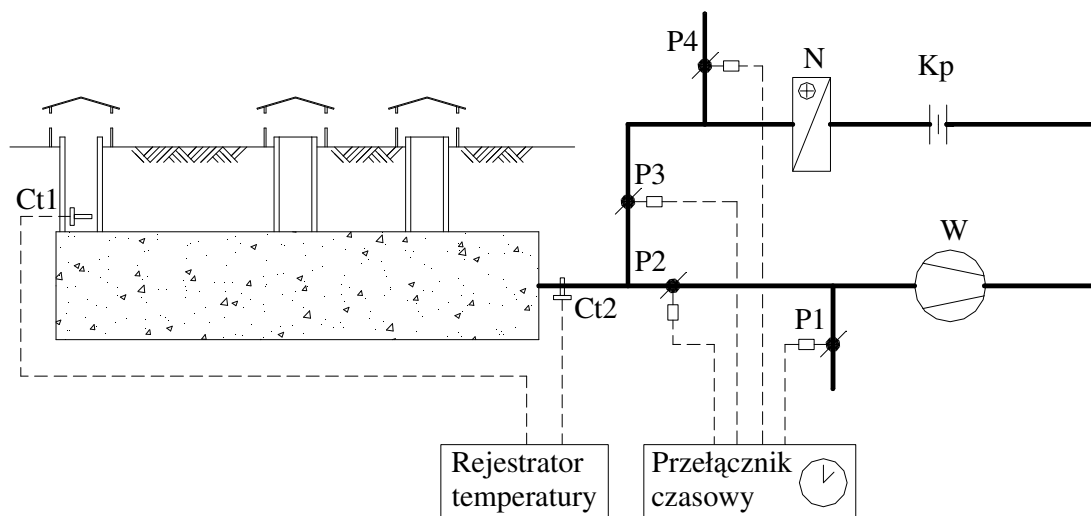 P4
N
Kp
Ct1
P3
P2
W
Ct2
P1
Rejestrator
temperatury
Przełącznik
czasowy